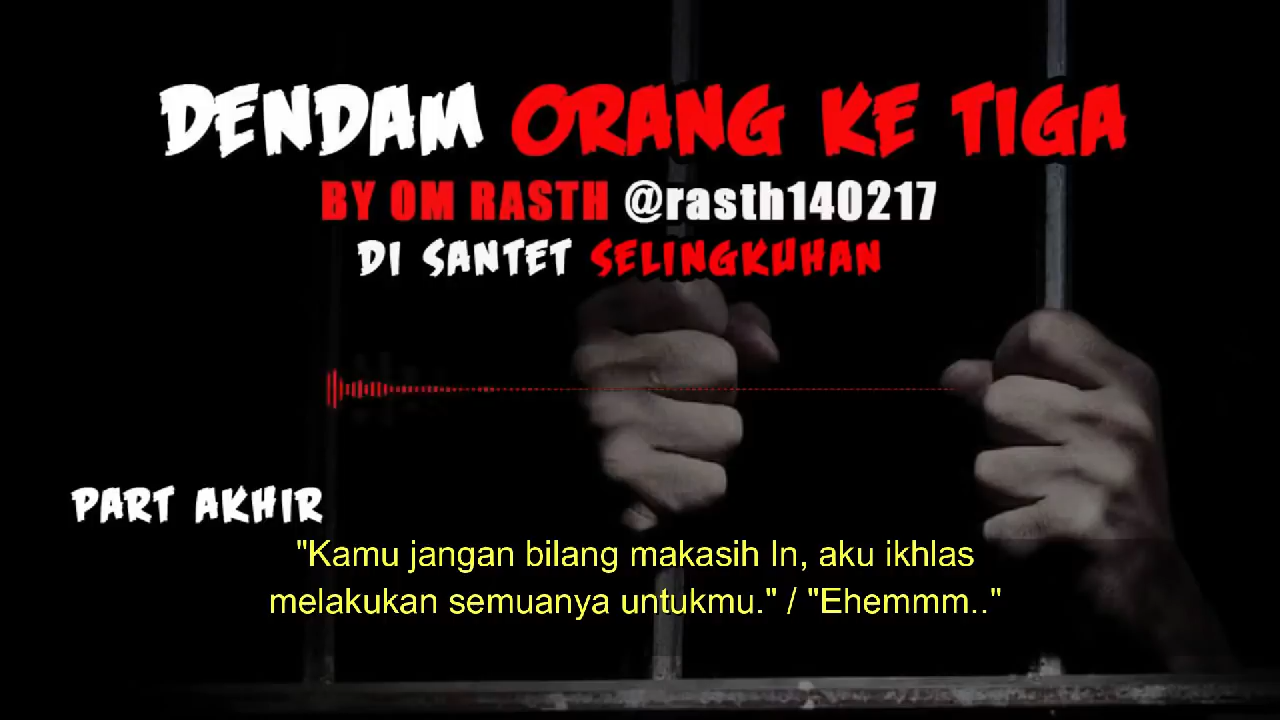 DENDAM ORANG KE TIGA
BY OM RASTH @rasth140217
DI SANTET SELINGKUHAN
PART AKHIR
"Kamu jangan bilang makasih In, aku ikhlas
melakukan semuanya untukmu." / "Ehemmm.."